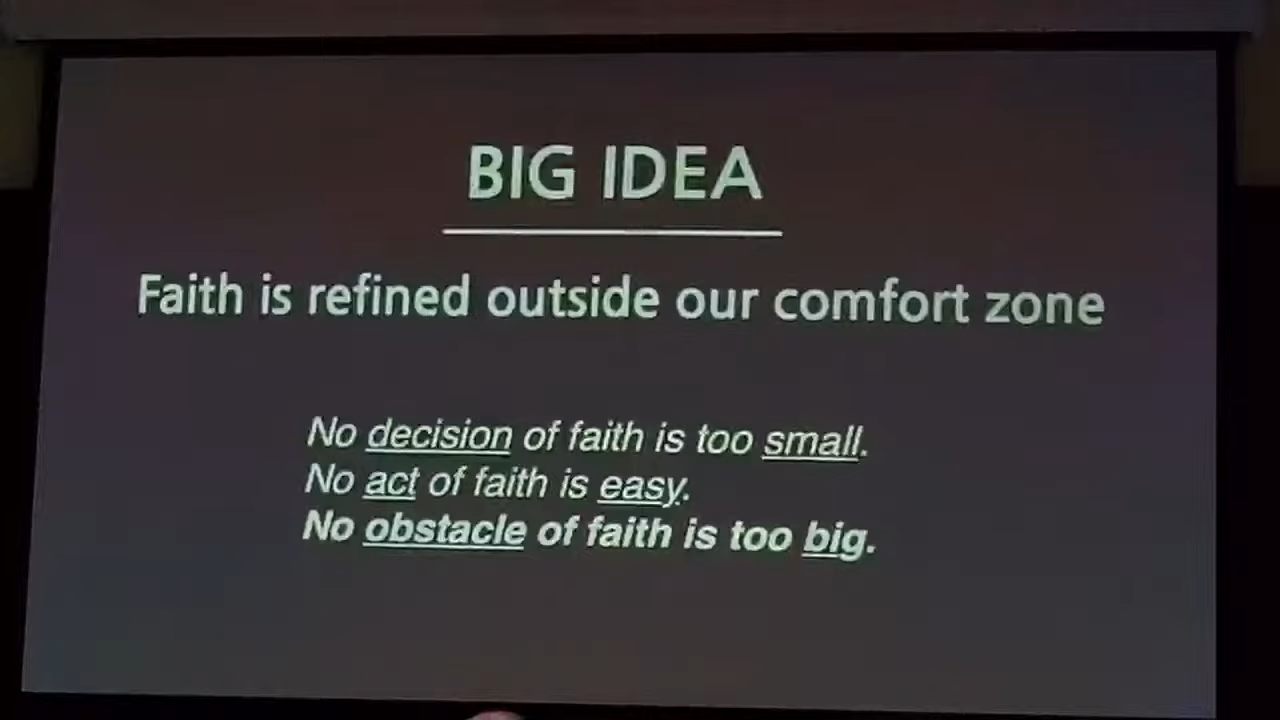 BIG IDEA
Faith is refined outside our comfort zone
No decision of faith is too small.
No act of faith is easy.
No obstacle of faith is too big.